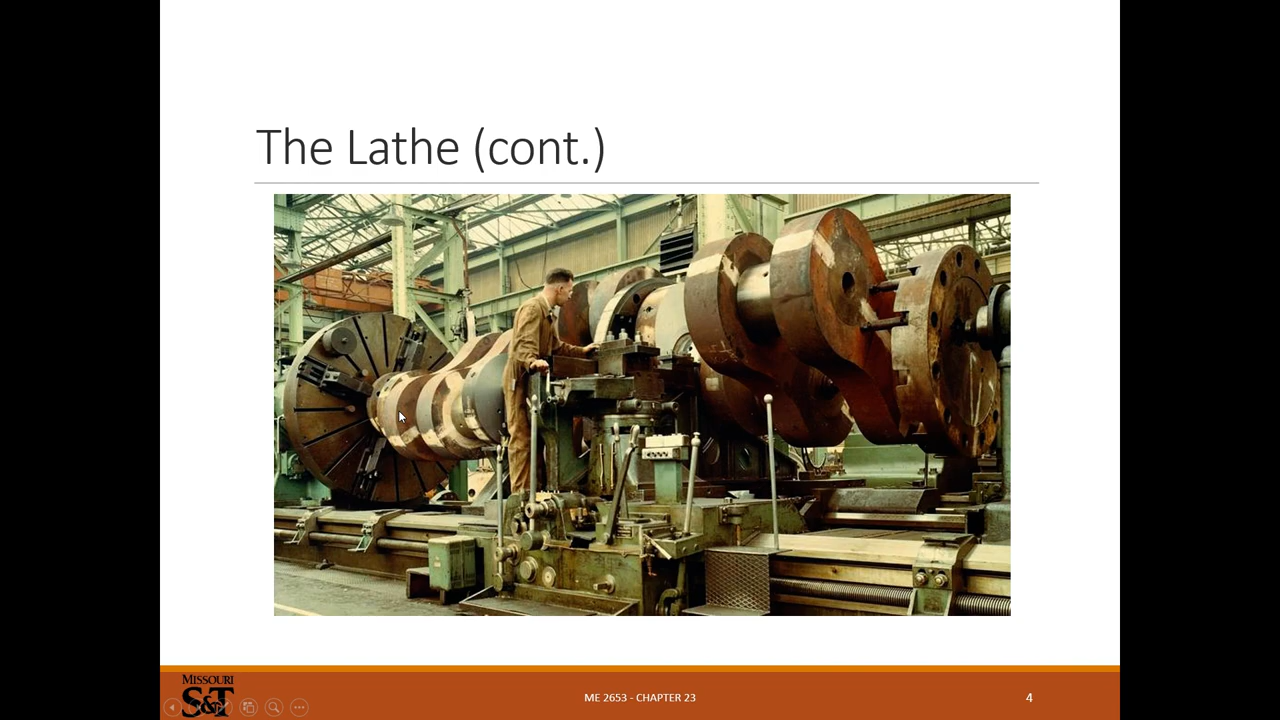 The Lathe (cont.)
MISSOURI
S&T
ME 2653 - CHAPTER 23
4